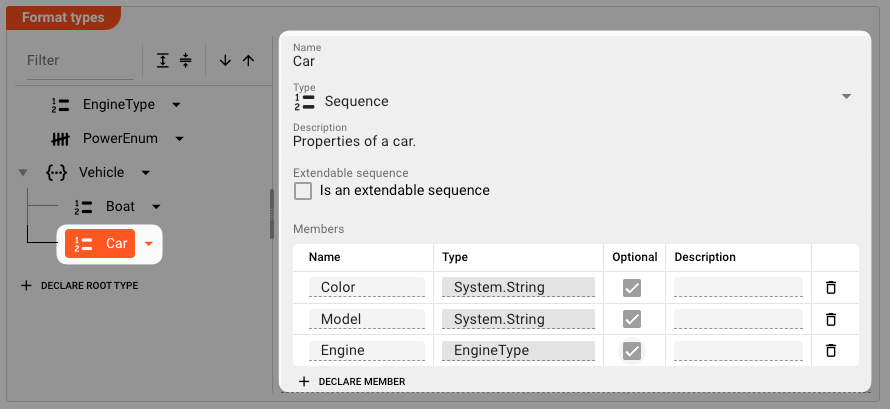 Format types
Filter
EngineType
PowerEnum
Vehicle
Boat
Car
DECLARE ROOT TYPE
Name
Car
Type
Sequence
Description
Properties of a car.
Extendable sequence
Is an extendable sequence
Members
Name Type Optional Description
Color System.String
Model System.String
Engine EngineType
DECLARE MEMBER